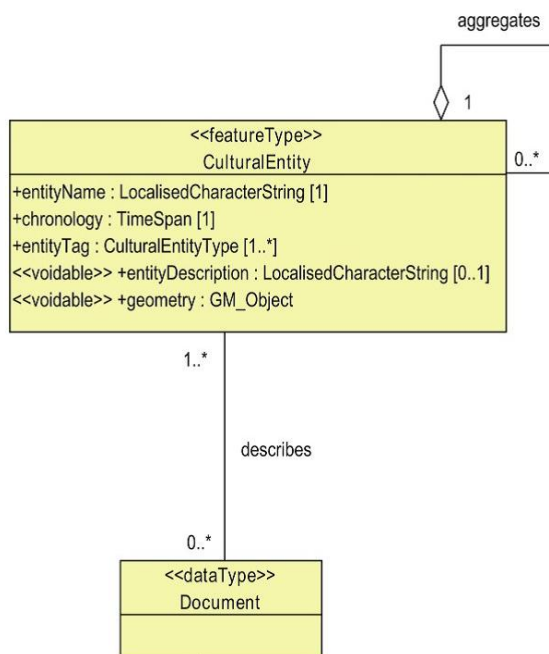 aggregates
1
<<featureType>>
CulturalEntity
0..*
+entityName : LocalisedCharacterString [1]
+chronology : TimeSpan [1]
+entityTag : CulturalEntityType [1..*]
<<voidable>> +entityDescription : LocalisedCharacterString [0..1]
<<voidable>> +geometry : GM_Object
1..*
describes
0..*
<<dataType>>
Document